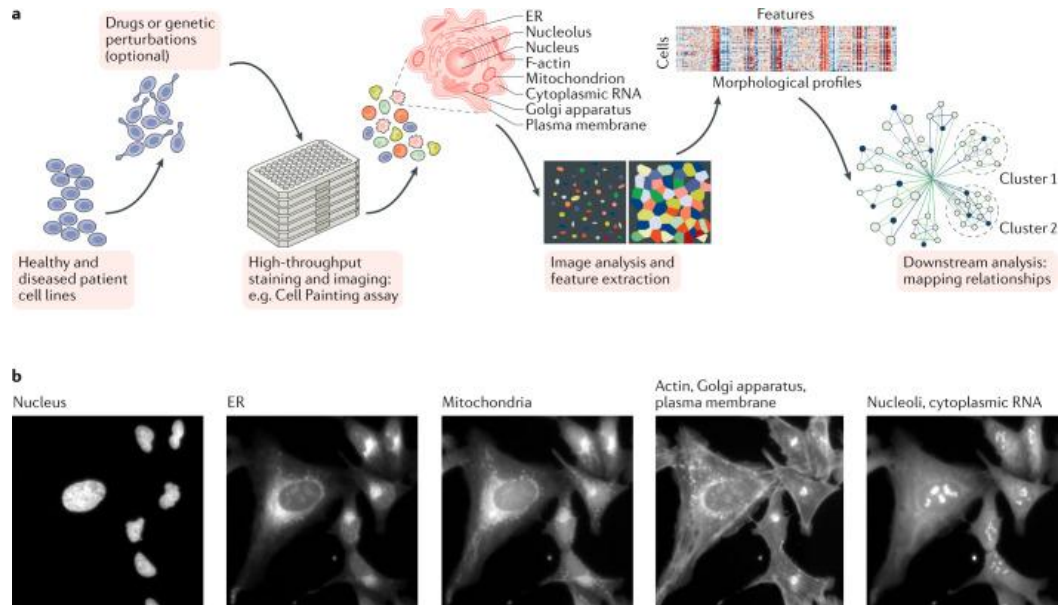 a
Drugs or genetic
perturbations
(optional)
ER
Nucleolus
Nucleus
F-actin
Mitochondrion
Cytoplasmic RNA
Golgi apparatus
Plasma membrane
Features
Cells
Morphological profiles
Cluster 1
Cluster 2
Healthy and
diseased patient
cell lines
High-throughput
staining and imaging:
e.g. Cell Painting assay
Image analysis and
feature extraction
Downstream analysis:
mapping relationships
b
Nucleus
ER
Mitochondria
Actin, Golgi apparatus,
plasma membrane
Nucleoli, cytoplasmic RNA